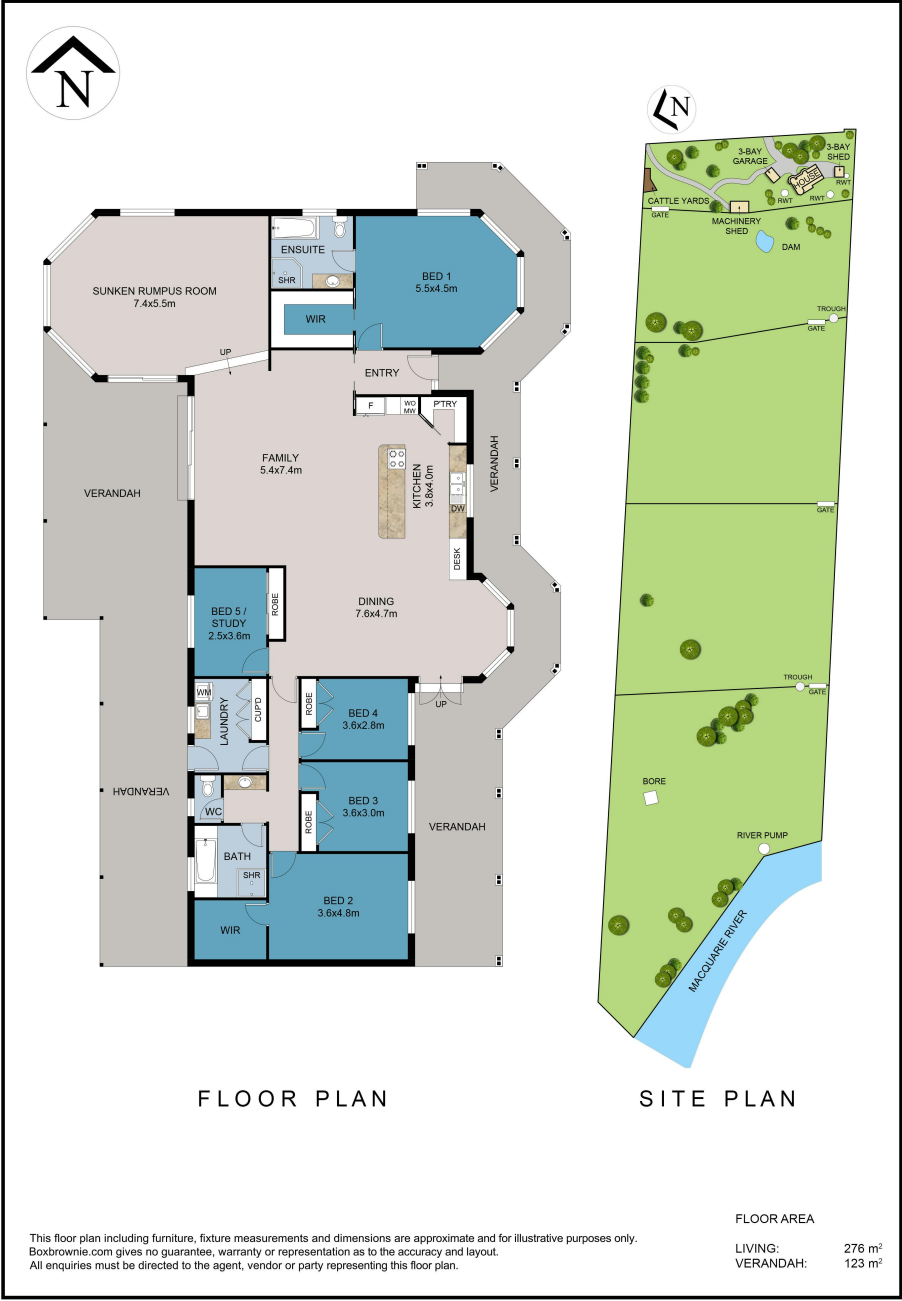 N
SUNKEN RUMPUS ROOM
7.4x5.5m
UP
ENSUITE
SHR
WIR
BED 1
5.5x4.5m
ENTRY
F
WO
MW
P'TRY
FAMILY
5.4x7.4m
KITCHEN
3.8x4.0m
DW
DESK
VERANDAH
VERANDAH
DINING
7.6x4.7m
UP
BED 5 /
STUDY
2.5x3.6m
ROBE
WM
LAUNDRY
CUP'D
ROBE
BED 4
3.6x2.8m
WC
BED 3
3.6x3.0m
ROBE
VERANDAH
VERANDAH
BATH
SHR
BED 2
3.6x4.8m
WIR
FLOOR PLAN
N
3-BAY
GARAGE
3-BAY
SHED
HOUSE
RWT
RWT
RWT
CATTLE YARDS
GATE
MACHINERY
SHED
DAM
TROUGH
GATE
GATE
TROUGH
GATE
BORE
RIVER PUMP
MACQUARIE RIVER
SITE PLAN
This floor plan including furniture, fixture measurements and dimensions are approximate and for illustrative purposes only.
Boxbrownie.com gives no guarantee, warranty or representation as to the accuracy and layout.
All enquiries must be directed to the agent, vendor or party representing this floor plan.
FLOOR AREA
LIVING: 276 m²
VERANDAH: 123 m²